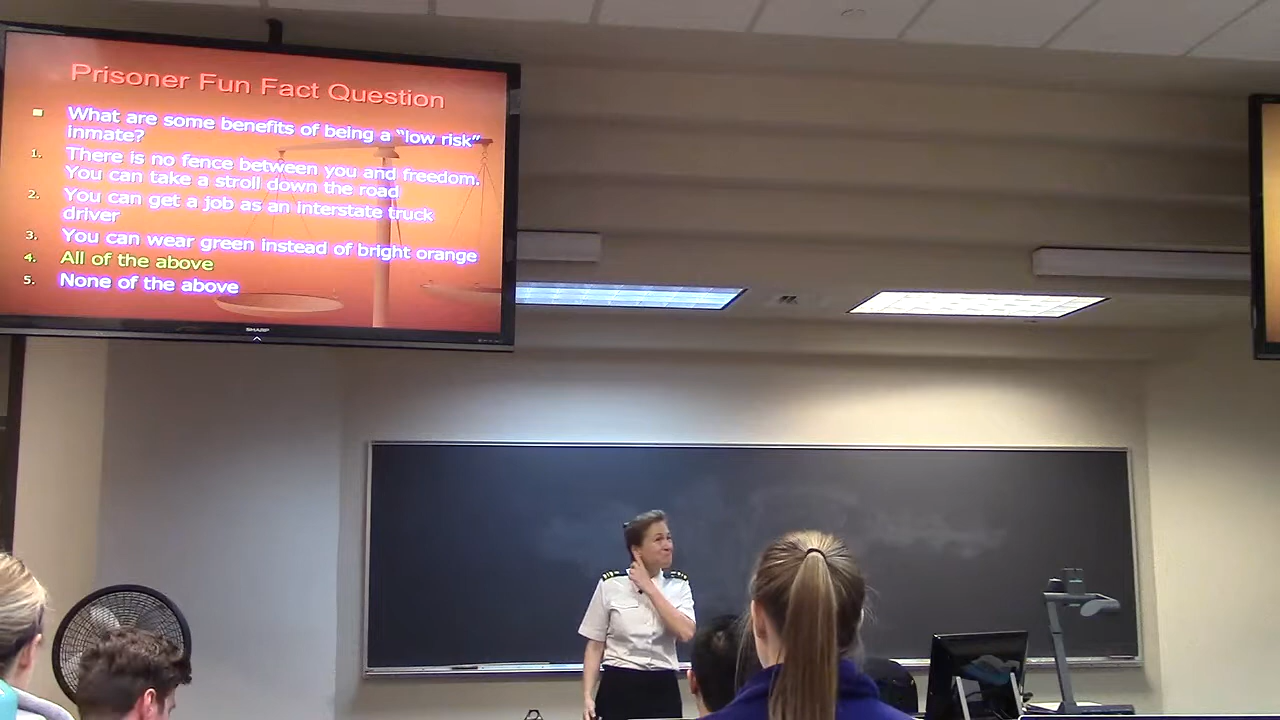 Prisoner Fun Fact Question
What are some benefits of being a “low risk”
inmate?
1. There is no fence between you and freedom.
You can take a stroll down the road
2. You can get a job as an interstate truck
driver
3. You can wear green instead of bright orange
4. All of the above
5. None of the above
SHARP